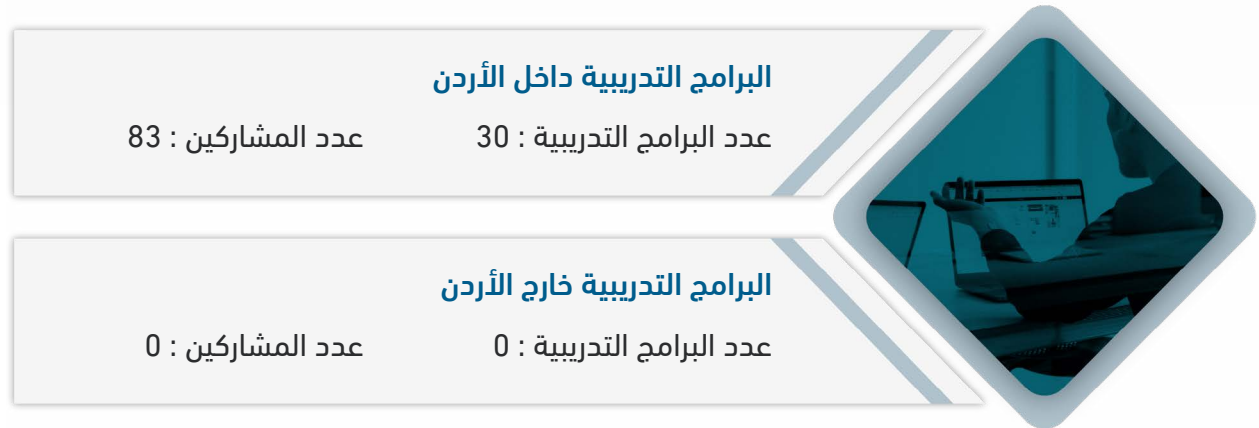 البرامج التدريبية داخل الأردن
عدد البرامج التدريبية : 30 عدد المشاركين : 83
البرامج التدريبية خارج الأردن
عدد البرامج التدريبية : 0 عدد المشاركين : 0